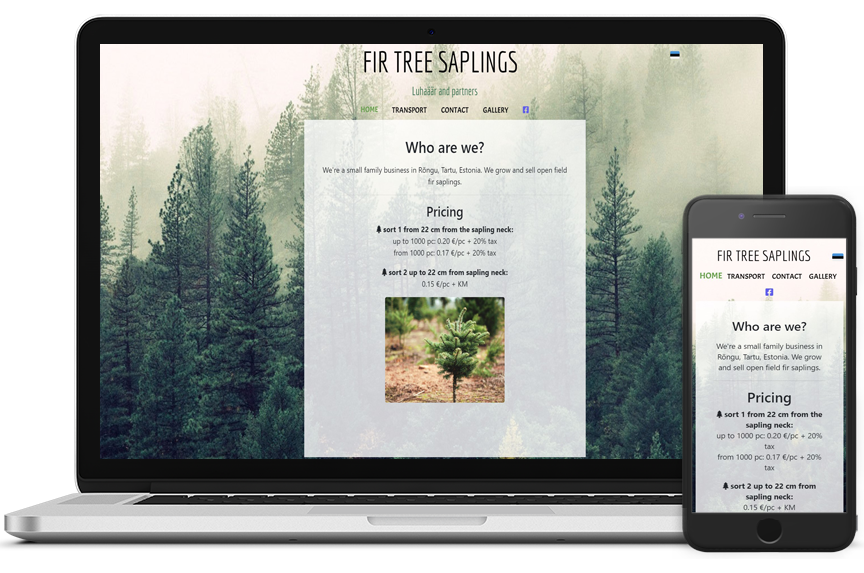 FIR TREE SAPLINGS
Luhaäär and partners
HOME TRANSPORT CONTACT GALLERY
Who are we?
We're a small family business in Rõngu, Tartu, Estonia. We grow and sell open field
fir saplings.
Pricing
sort 1 from 22 cm from the sapling neck:
up to 1000 pc: 0.20 €/pc + 20% tax
from 1000 pc: 0.17 €/pc + 20% tax
sort 2 up to 22 cm from sapling neck:
0.15 €/pc + KM
FIR TREE SAPLINGS
HOME TRANSPORT CONTACT GALLERY
Who are we?
We're a small family business in
Rõngu, Tartu, Estonia. We grow
and sell open field fir saplings.
Pricing
sort 1 from 22 cm from the
sapling neck:
up to 1000 pc: 0.20 €/pc + 20%
tax
from 1000 pc: 0.17 €/pc + 20%
tax
sort 2 up to 22 cm from
sapling neck:
0.15 €/pc + KM